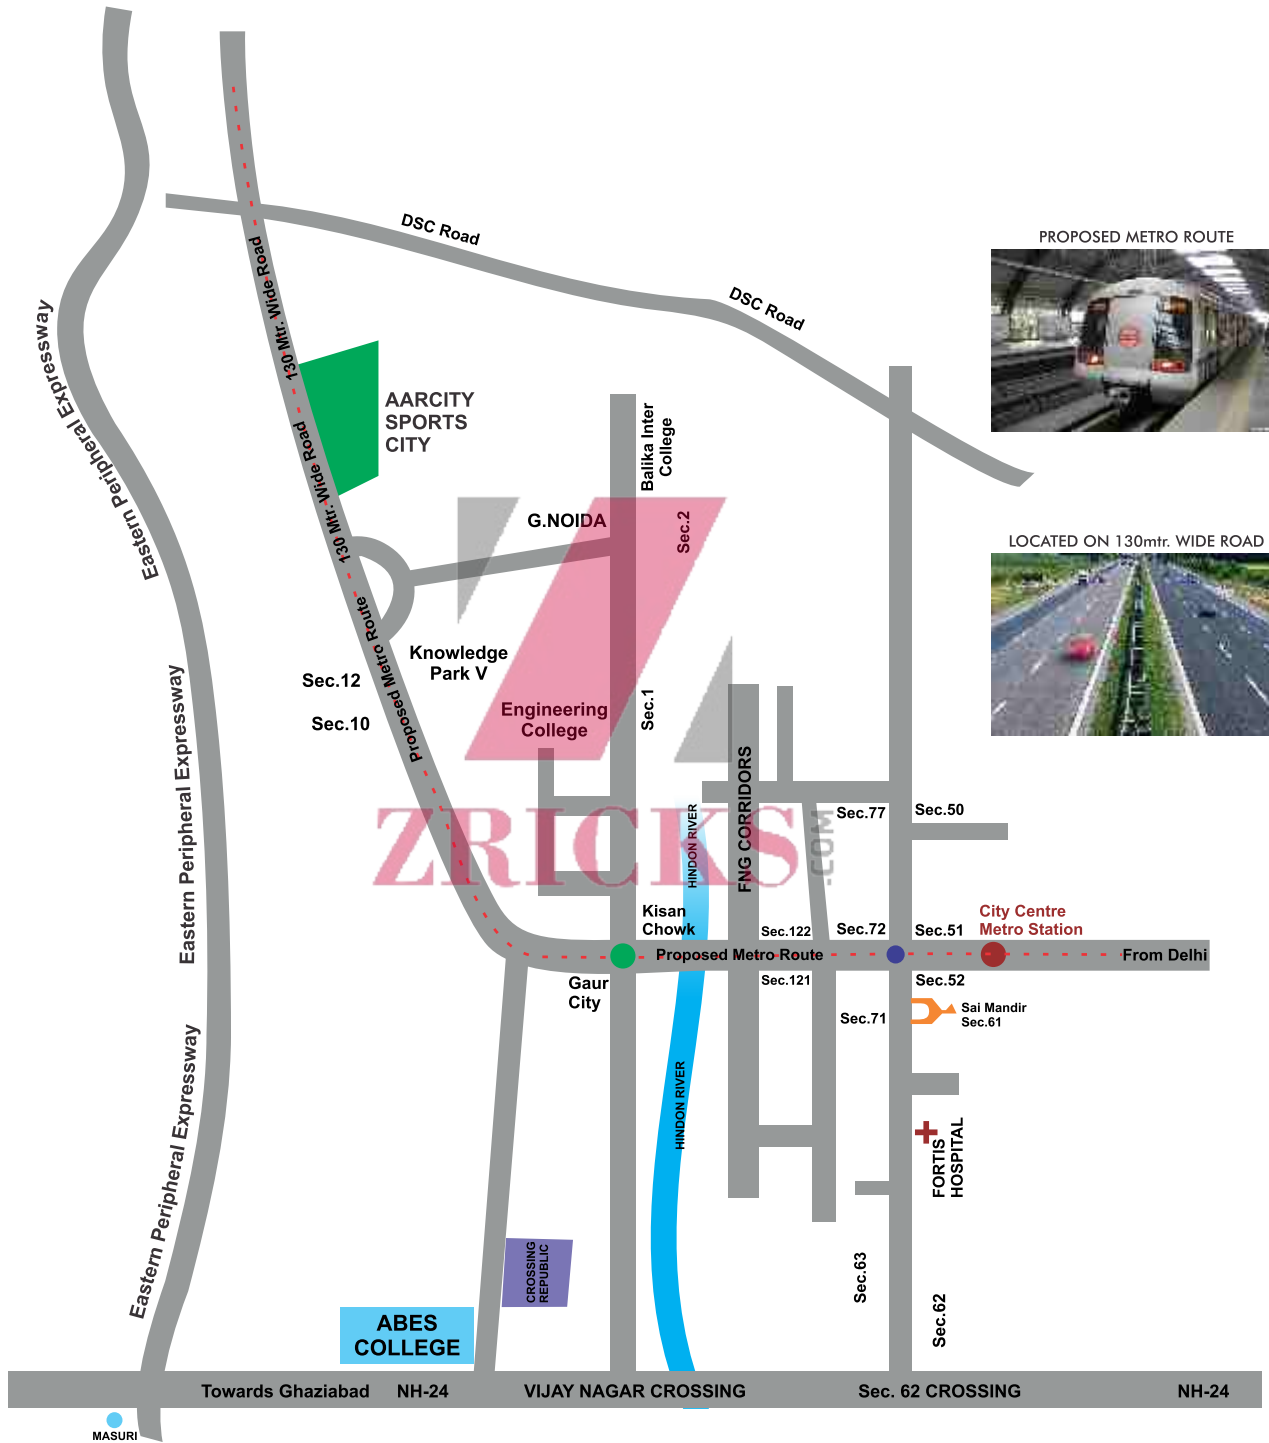 DSC Road
PROPOSED METRO ROUTE
130 Mtr. Wide Road
DSC Road
Eastern Peripheral Expressway
AARCITY
SPORTS
CITY
Balika Inter
College
130 Mtr. Wide Road
G.NOIDA
Sec.2
130 Mtr. Wide Road
LOCATED ON 130mtr. WIDE ROAD
Proposed Metro Route
Knowledge
Park V
Sec.12
Sec.10
Engineering
College
Sec.1
Eastern Peripheral Expressway
FNG CORRIDORS
HINDON RIVER
ZRICKS
.COM
Sec.77
Sec.50
Kisan
Chowk
City Centre
Metro Station
Sec.122
Sec.72
Sec.51
Proposed Metro Route
From Delhi
Gaur
City
Sec.121
Sec.52
Sec.71
Sai Mandir
Sec.61
HINDON RIVER
Eastern Peripheral Expressway
FORTIS
HOSPITAL
CROSSING
REPUBLIC
Sec.63
Sec.62
ABES
COLLEGE
Towards Ghaziabad
NH-24
VIJAY NAGAR CROSSING
Sec. 62 CROSSING
NH-24
MASURI